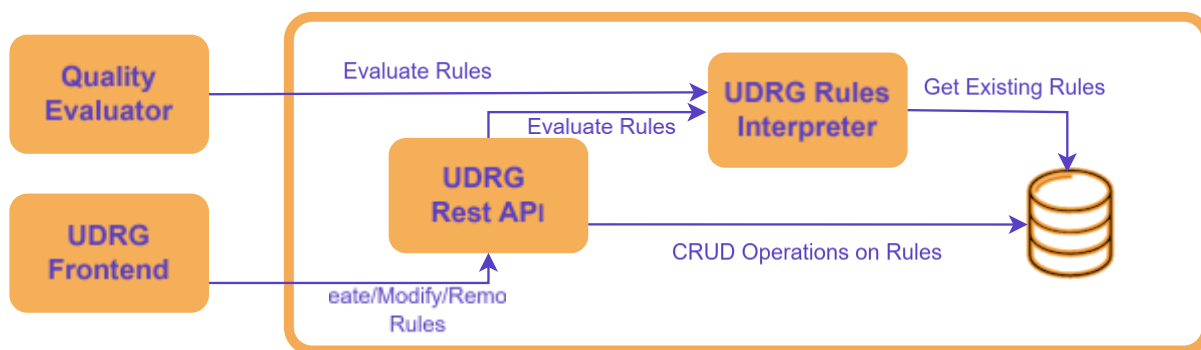 Quality
Evaluator
Evaluate Rules
UDRG Rules
Interpreter
Get Existing Rules
Evaluate Rules
UDRG
Rest API
UDRG
Frontend
CRUD Operations on Rules
eate/Modify/Remo
Rules